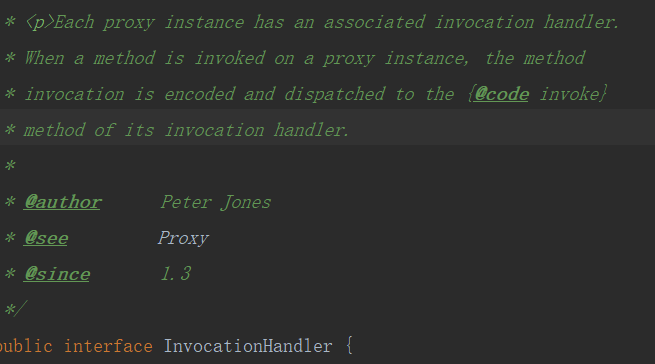 * <p>Each proxy instance has an associated invocation handler.
* When a method is invoked on a proxy instance, the method
* invocation is encoded and dispatched to the {@code invoke}
* method of its invocation handler.
*
* @author Peter Jones
* @see Proxy
* @since 1.3
*/
public interface InvocationHandler {